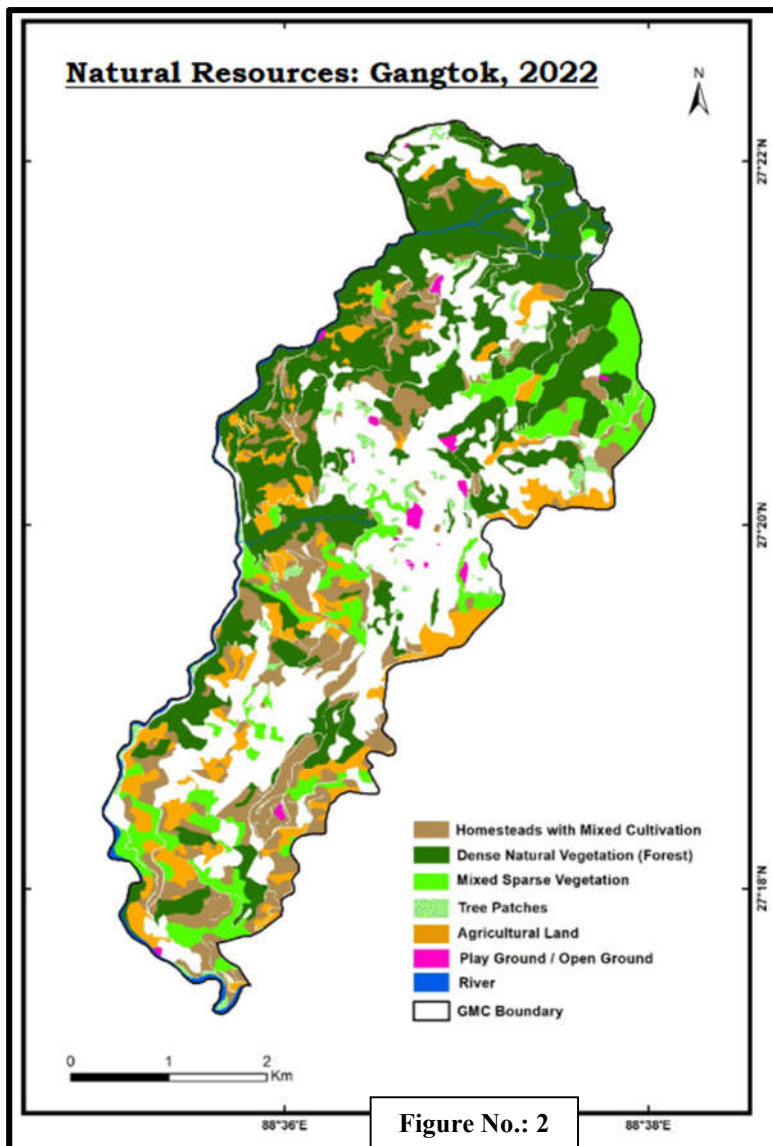 Natural Resources: Gangtok, 2022
N
27°22'N
27°20'N
27°18'N
Homesteads with Mixed Cultivation
Dense Natural Vegetation (Forest)
Mixed Sparse Vegetation
Tree Patches
Agricultural Land
Play Ground / Open Ground
River
GMC Boundary
0 1 2
Km
88°36'E 88°38'E
Figure No.: 2